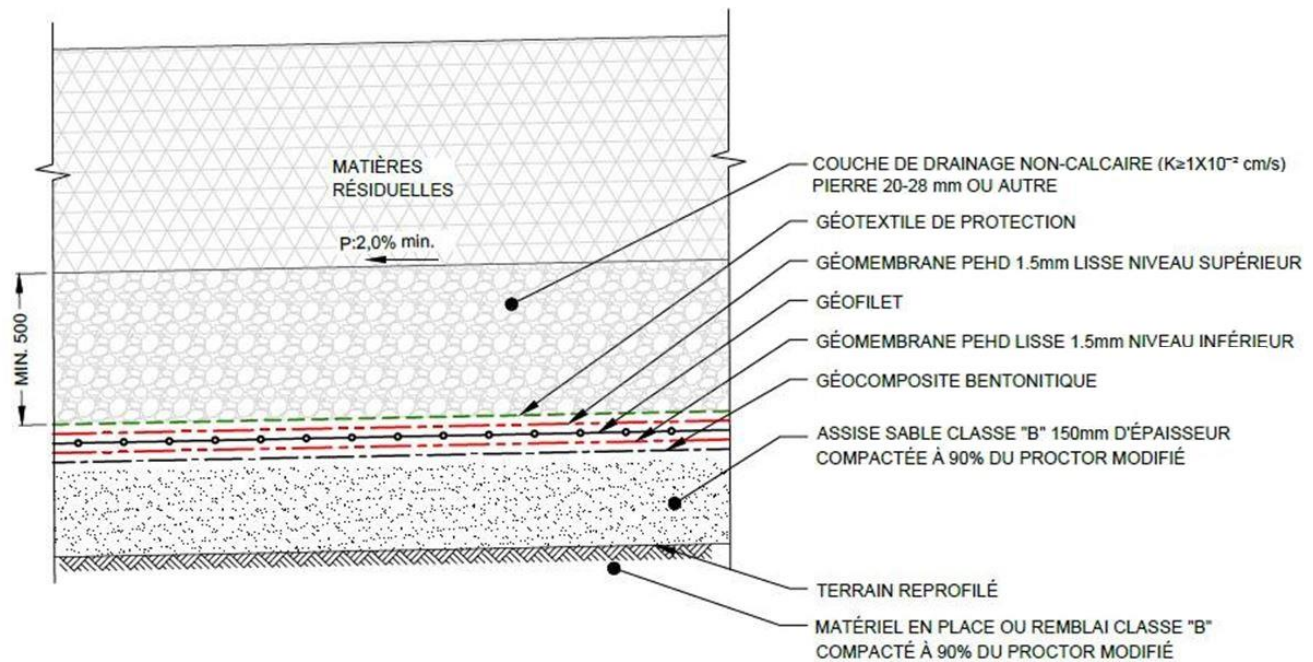 MATIÈRES
RÉSIDUELLES
P:2,0% min.
MIN. 500
COUCHE DE DRAINAGE NON-CALCAIRE (K≥1X10⁻² cm/s)
PIERRE 20-28 mm OU AUTRE
GÉOTEXTILE DE PROTECTION
GÉOMEMBRANE PEHD 1.5mm LISSE NIVEAU SUPÉRIEUR
GÉOFILET
GÉOMEMBRANE PEHD LISSE 1.5mm NIVEAU INFÉRIEUR
GÉOCOMPOSITE BENTONITIQUE
ASSISE SABLE CLASSE "B" 150mm D'ÉPAISSEUR
COMPACTÉE À 90% DU PROCTOR MODIFIÉ
TERRAIN REPROFILÉ
MATÉRIEL EN PLACE OU REMBLAI CLASSE "B"
COMPACTÉ À 90% DU PROCTOR MODIFIÉ